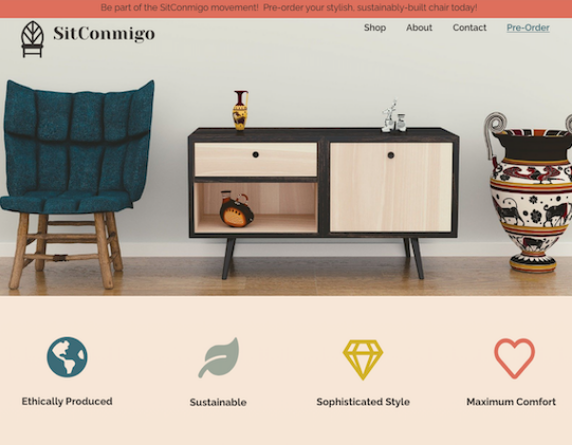 Be part of the SitConmigo movement! Pre-order your stylish, sustainably-built chair today!
SitConmigo
Shop About Contact Pre-Order
Ethically Produced Sustainable Sophisticated Style Maximum Comfort